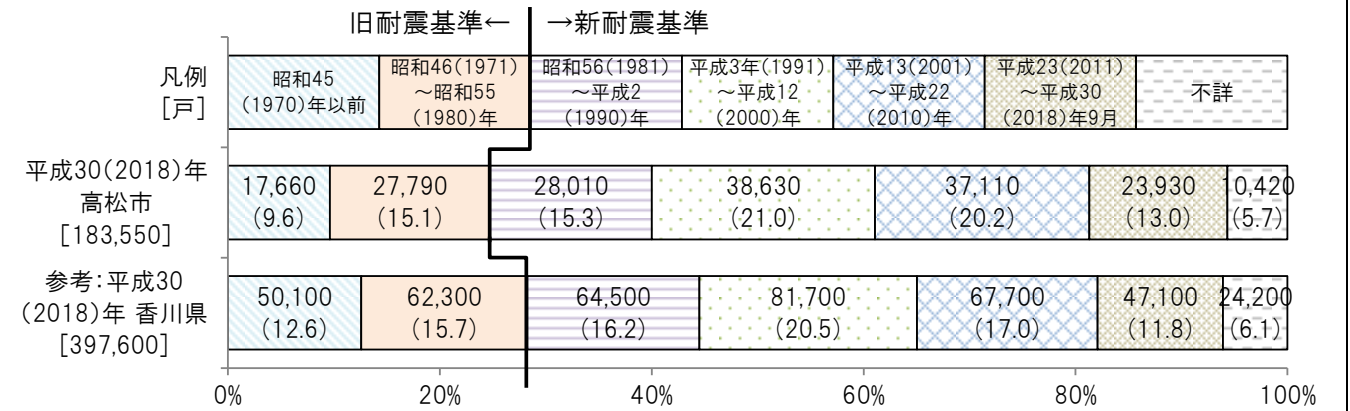 旧耐震基準← →新耐震基準
凡例
[戸]
昭和45
(1970)年以前
昭和46(1971)
～昭和55
(1980)年
昭和56(1981)
～平成2
(1990)年
平成3年(1991)
～平成12
(2000)年
平成13(2001)
～平成22
(2010)年
平成23(2011)
～平成30
(2018)年9月
不詳
平成30(2018)年
高松市
[183,550]
17,660 27,790 28,010 38,630 37,110 23,930 10,420
(9.6) (15.1) (15.3) (21.0) (20.2) (13.0) (5.7)
参考:平成30
(2018)年 香川県
[397,600]
50,100 62,300 64,500 81,700 67,700 47,100 24,200
(12.6) (15.7) (16.2) (20.5) (17.0) (11.8) (6.1)
0% 20% 40% 60% 80% 100%